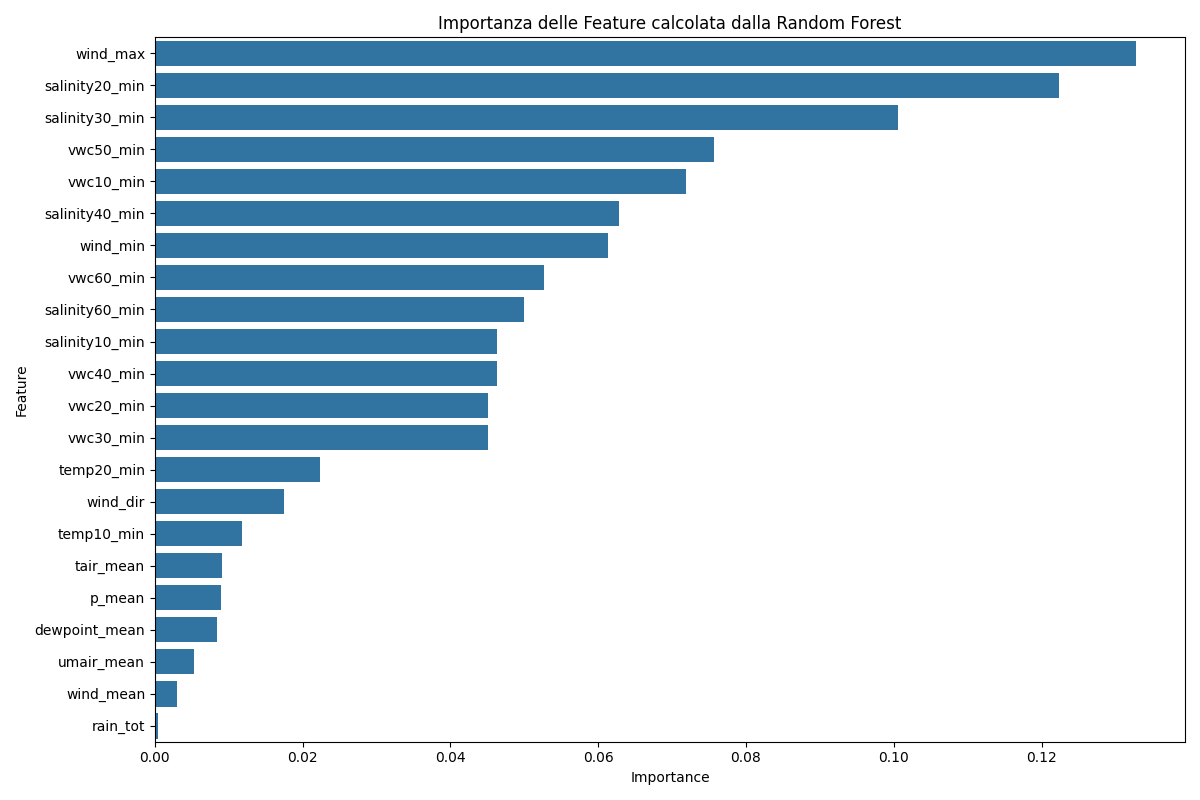 Importanza delle Feature calcolata dalla Random Forest
wind_max
salinity20_min
salinity30_min
vwc50_min
vwc10_min
salinity40_min
wind_min
vwc60_min
salinity60_min
salinity10_min
vwc40_min
vwc20_min
vwc30_min
temp20_min
wind_dir
temp10_min
tair_mean
p_mean
dewpoint_mean
umair_mean
wind_mean
rain_tot
Feature
0.00 0.02 0.04 0.06 0.08 0.10 0.12
Importance